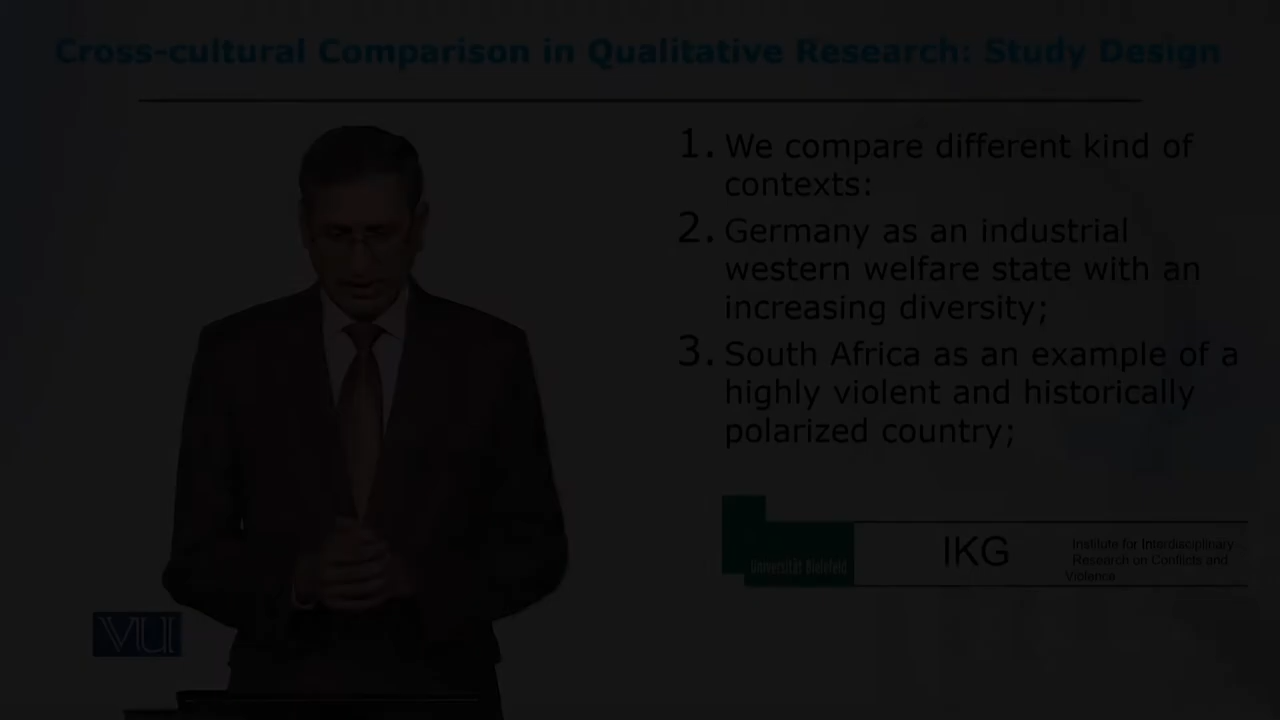 Cross-cultural Comparison in Qualitative Research: Study Design
1. We compare different kind of
contexts:
2. Germany as an industrial
western welfare state with an
increasing diversity;
3. South Africa as an example of a
highly violent and historically
polarized country;
Universität Bielefeld
IKG
Institute for Interdisciplinary
Research on Conflicts and
Violence
VU